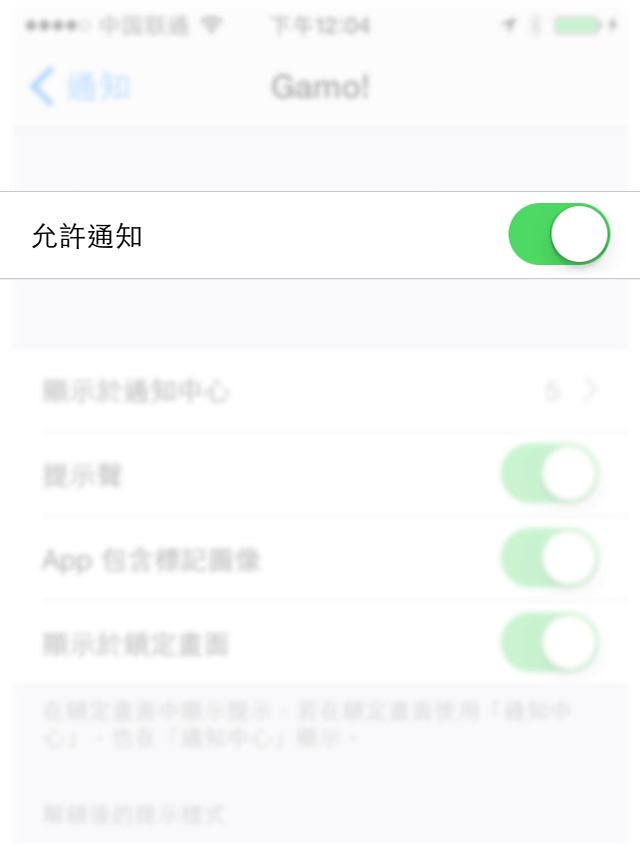 中国联通 下午12:04
通知 Gamo!
允許通知
顯示於通知中心 5
提示聲
App 包含標記圖像
顯示於鎖定畫面
在鎖定畫面中顯示提示，若在鎖定畫面使用「通知中
心」，也在「通知中心」顯示。
解鎖後的提示樣式